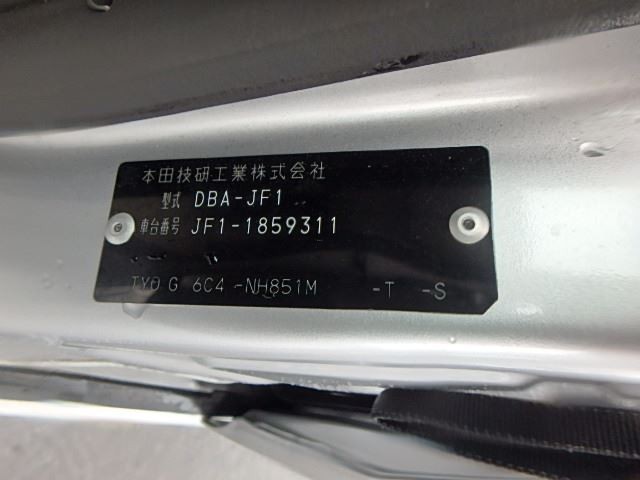 本田技研工業株式会社
型式 DBA-JF1
車台番号 JF1-1859311
TY0 G 6C4 -NH851M -T -S